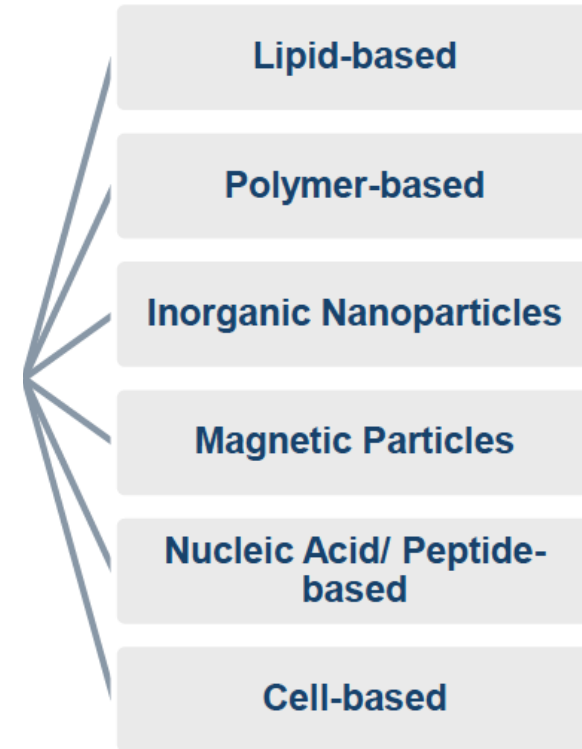 Lipid-based
Polymer-based
Inorganic Nanoparticles
Magnetic Particles
Nucleic Acid/ Peptide-
based
Cell-based